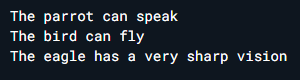 The parrot can speak
The bird can fly
The eagle has a very sharp vision